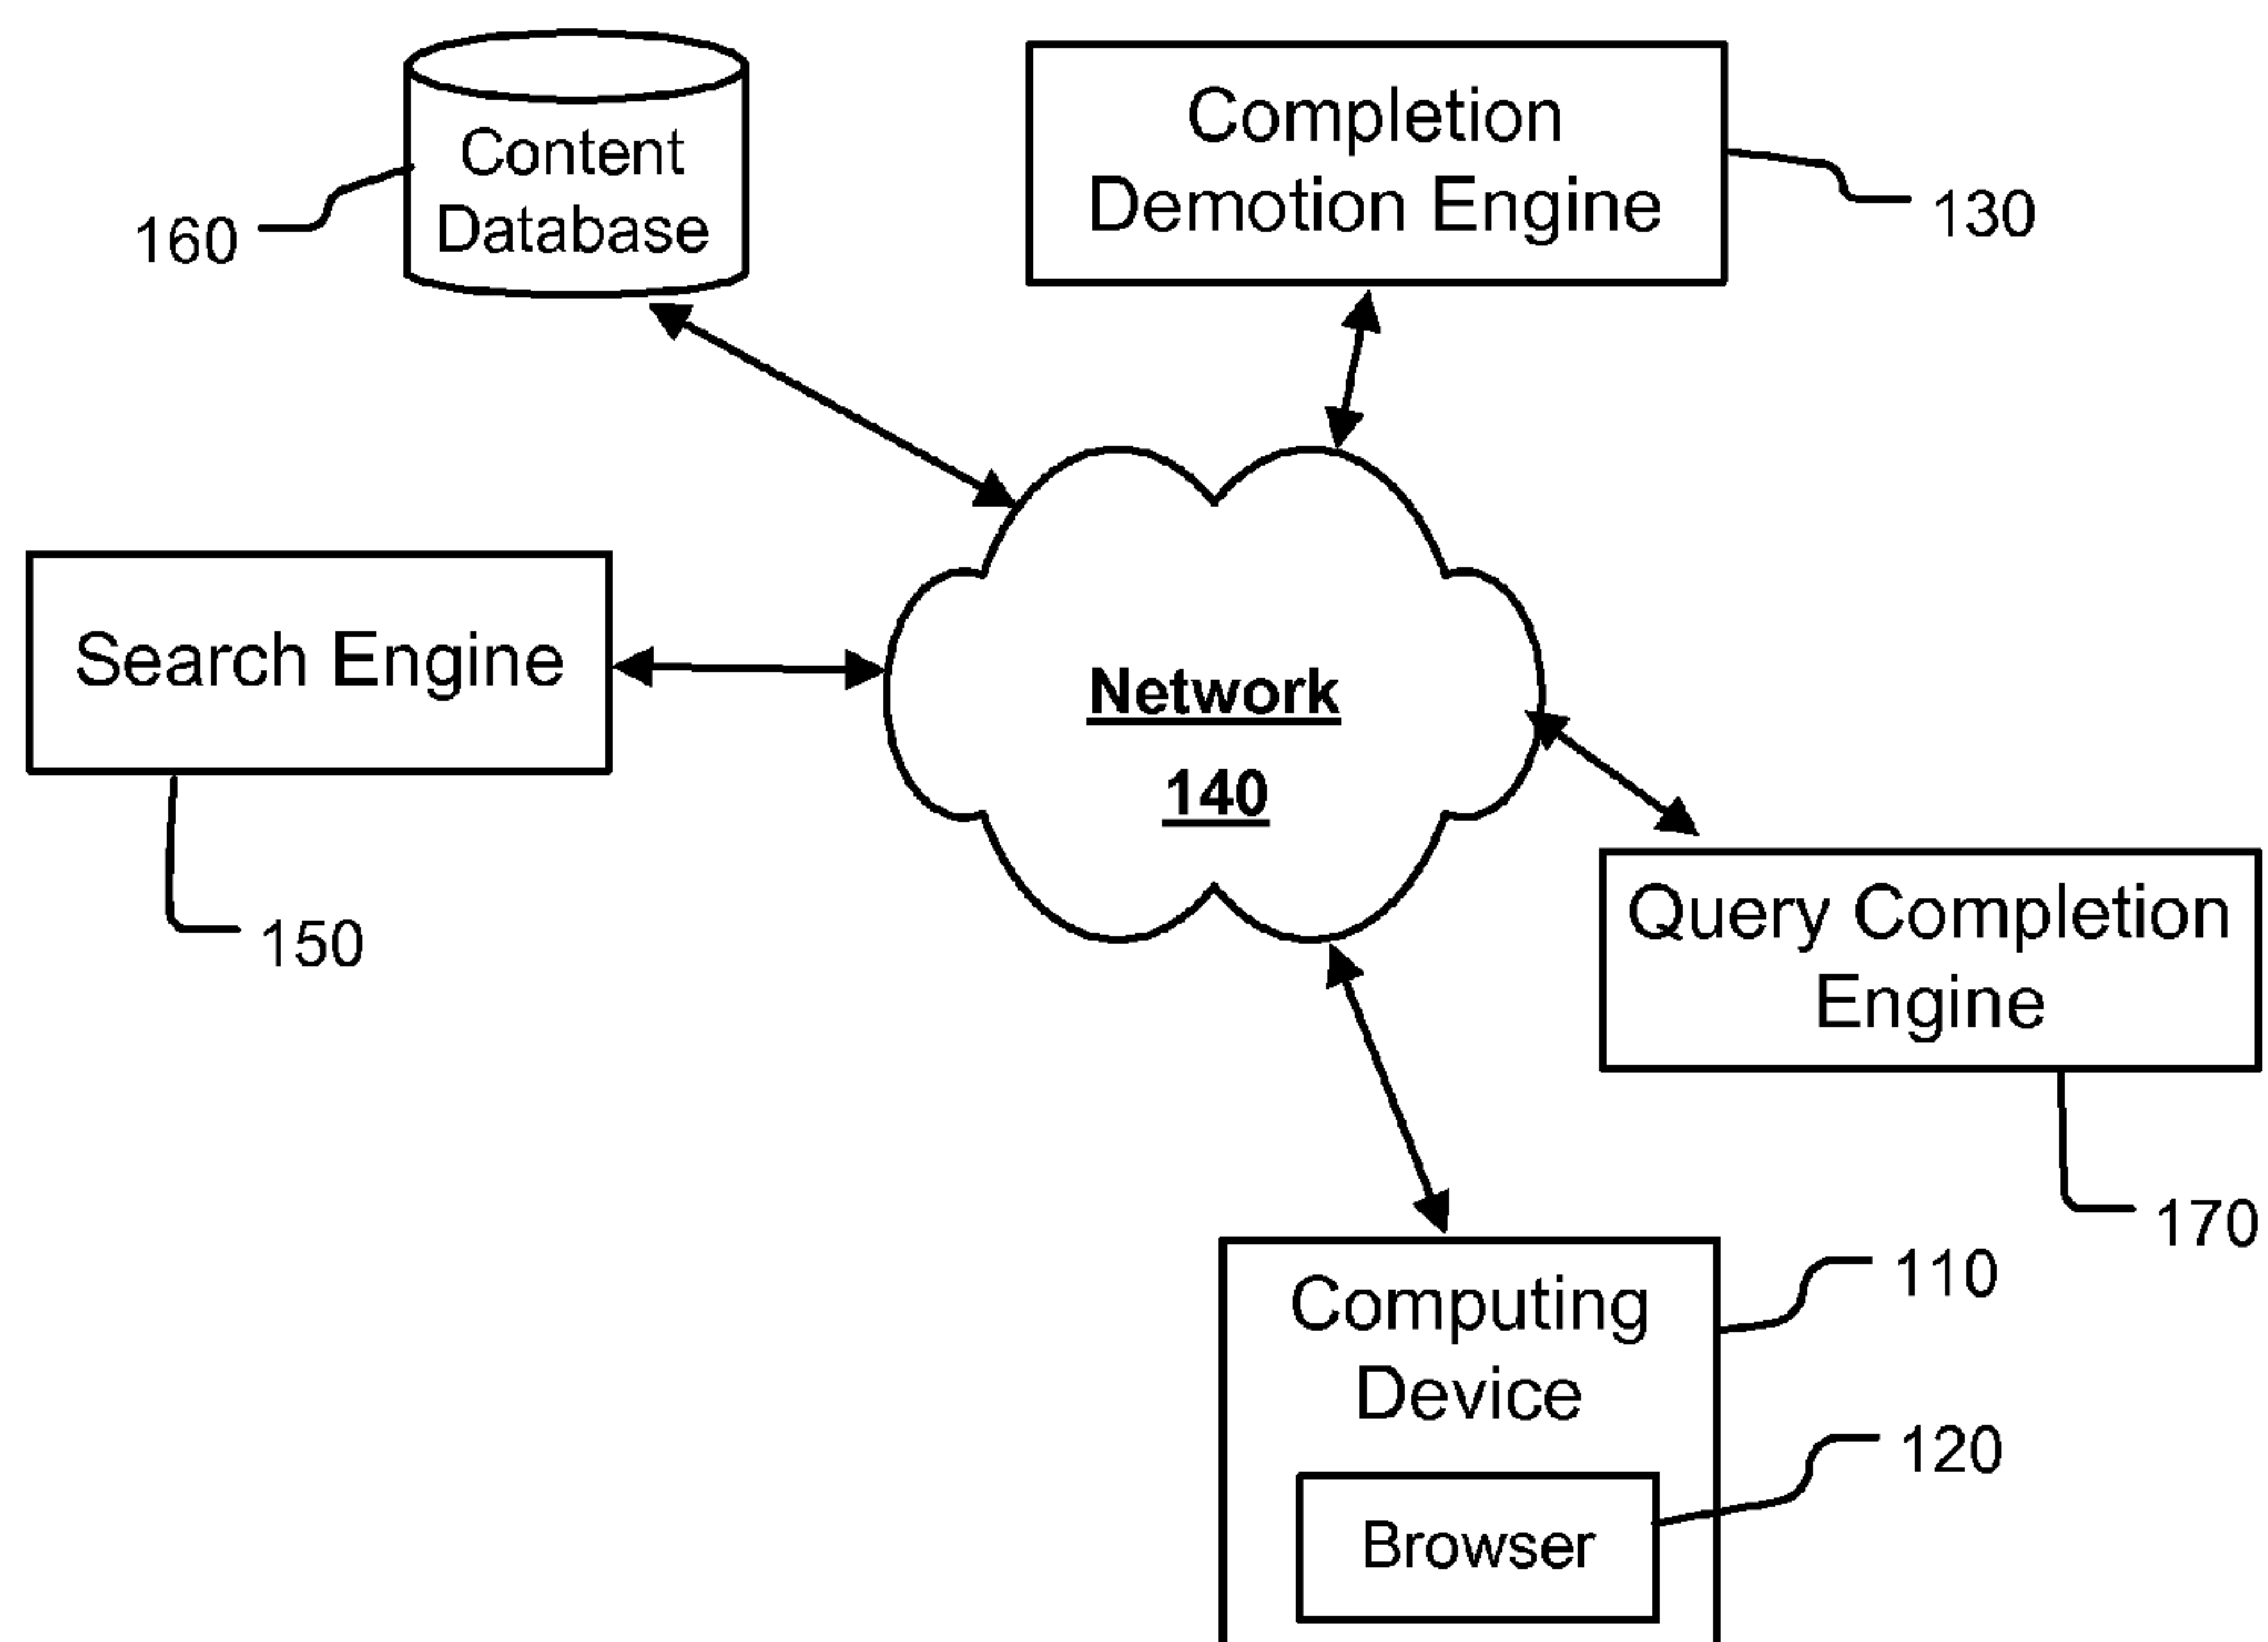 Content
Database
160
Completion
Demotion Engine
130
Search Engine
150
Network
140
Query Completion
Engine
170
Computing
Device
110
Browser
120